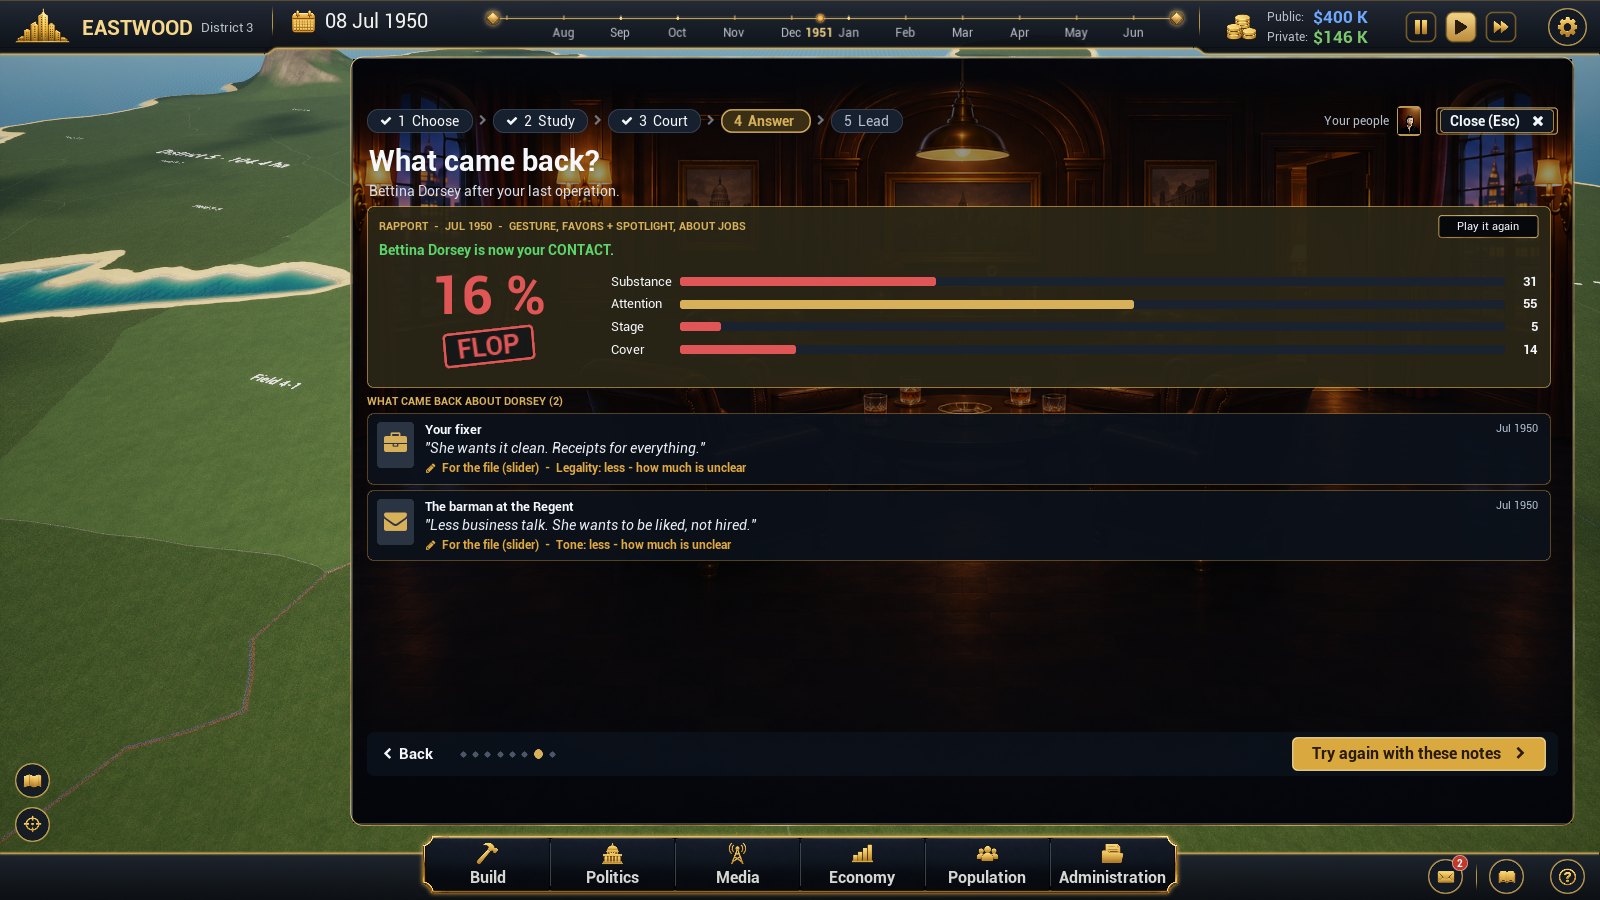 EASTWOOD District 3
08 Jul 1950
Aug Sep Oct Nov Dec 1951 Jan Feb Mar Apr May Jun
Public: $400 K
Private: $146 K
1 Choose
2 Study
3 Court
4 Answer
5 Lead
Your people
Close (Esc)
What came back?
Bettina Dorsey after your last operation.
RAPPORT - JUL 1950 - GESTURE, FAVORS + SPOTLIGHT, ABOUT JOBS
Play it again
Bettina Dorsey is now your CONTACT.
16 %
FLOP
Substance 31
Attention 55
Stage 5
Cover 14
WHAT CAME BACK ABOUT DORSEY (2)
Your fixer
Jul 1950
"She wants it clean. Receipts for everything."
For the file (slider) - Legality: less - how much is unclear
The barman at the Regent
Jul 1950
"Less business talk. She wants to be liked, not hired."
For the file (slider) - Tone: less - how much is unclear
Back
Try again with these notes
Field 4-1
Build
Politics
Media
Economy
Population
Administration
2